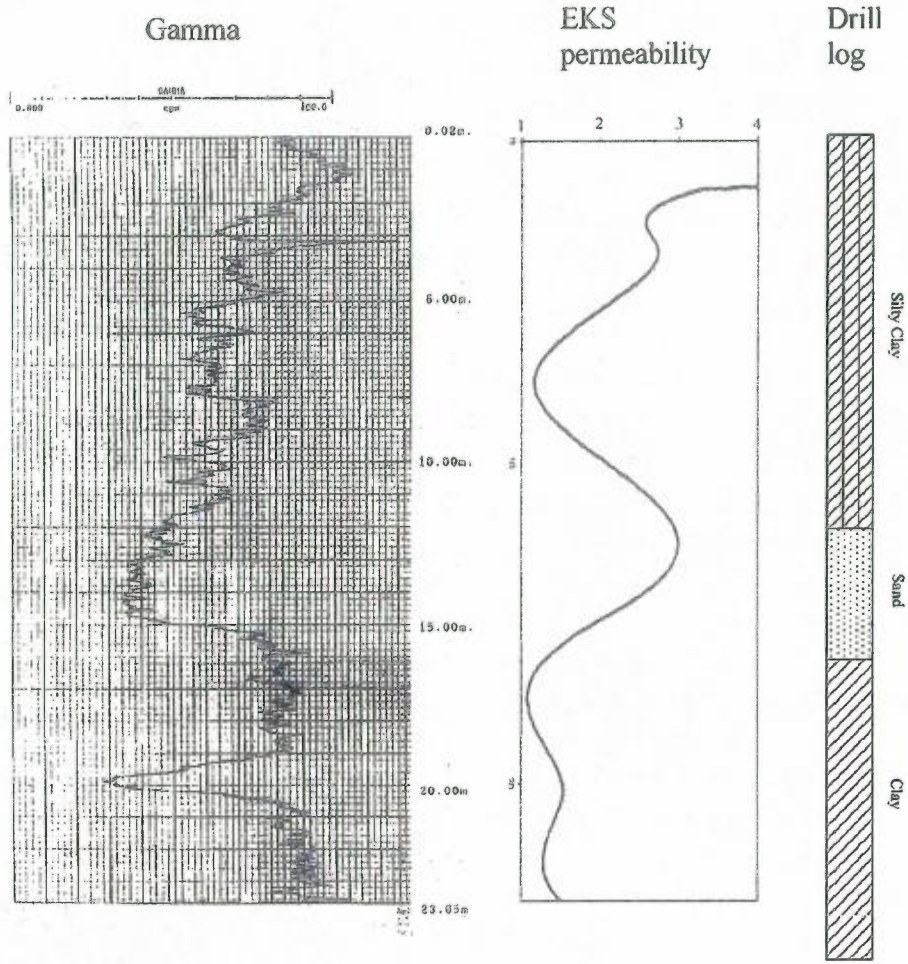 Gamma
EKS
permeability
Drill
log
0.000
cps
100.0
0.02m.
6.00m.
10.00m.
15.00m.
20.00m
23.05m
1
2
3
4
Silty Clay
Sand
Clay